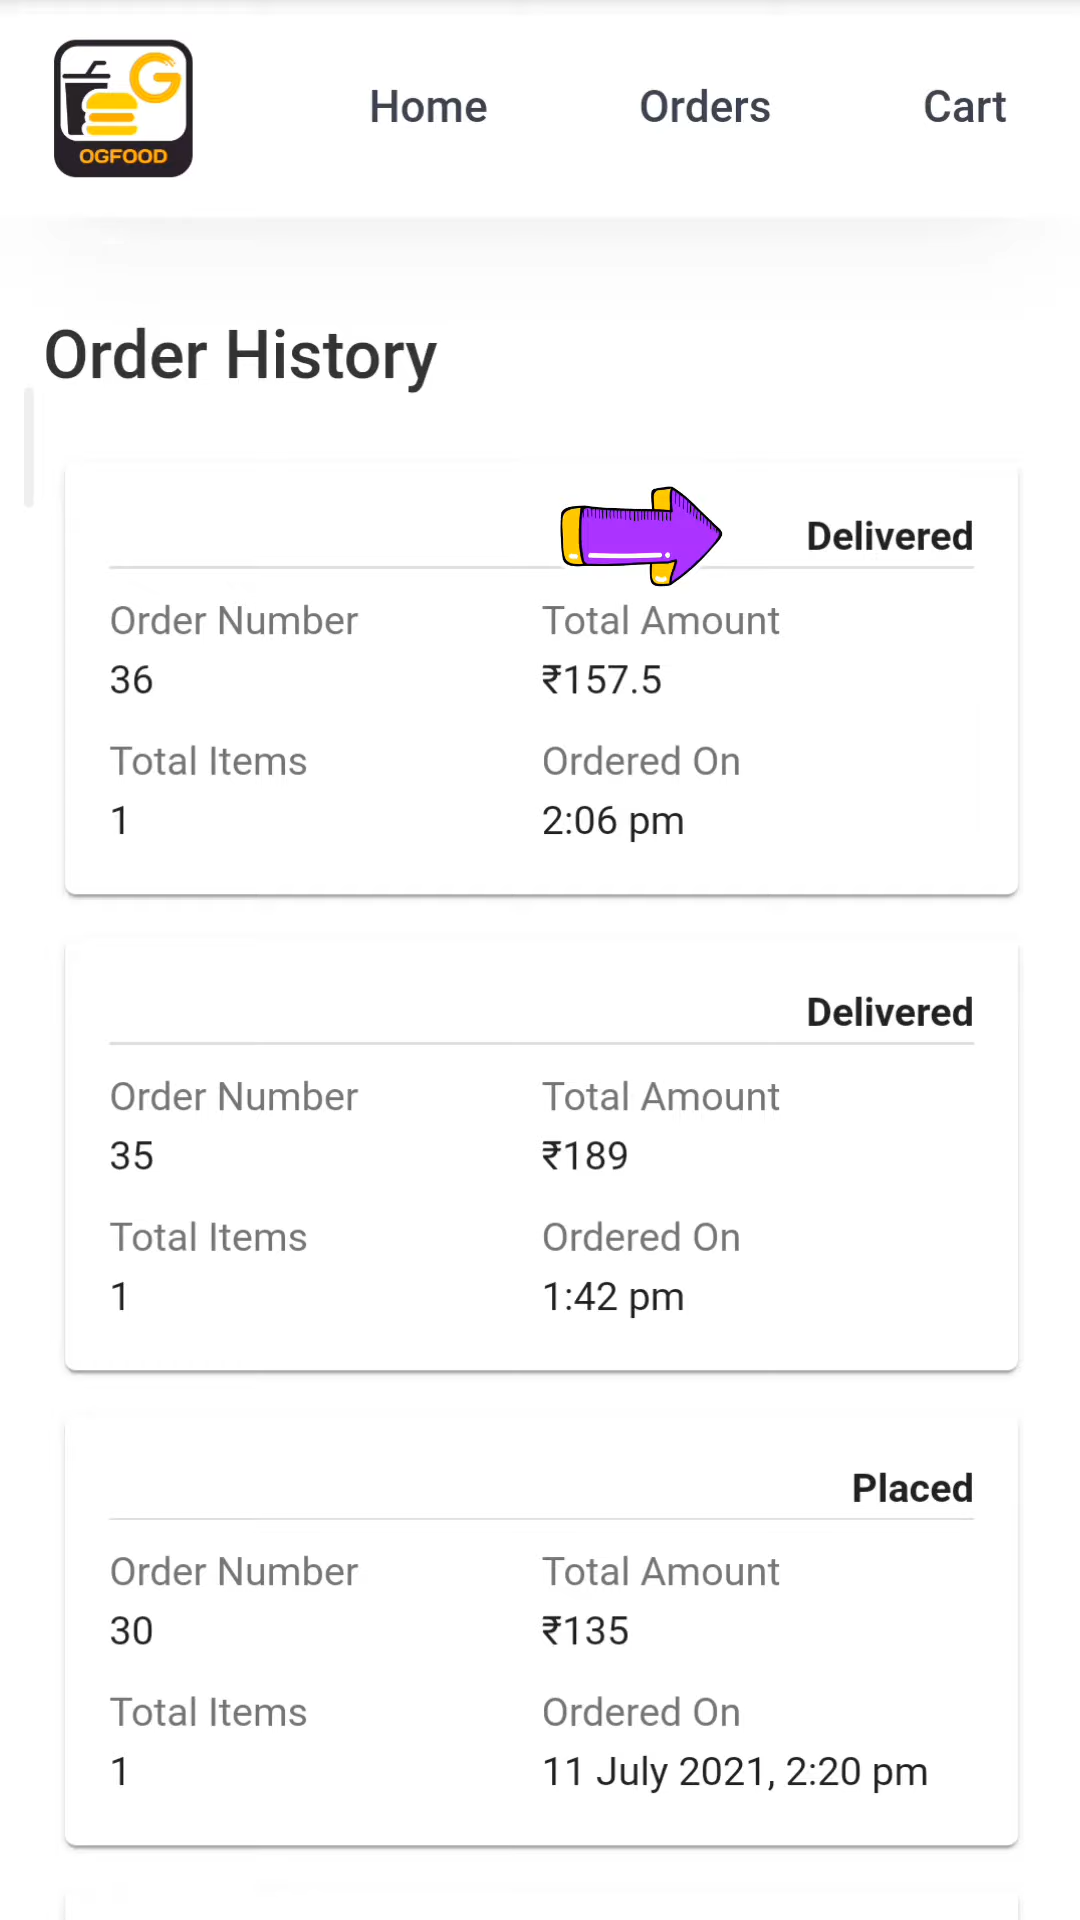 OGFOOD
Home Orders Cart
Order History
Delivered
Order Number Total Amount
36 ₹157.5
Total Items Ordered On
1 2:06 pm
Delivered
Order Number Total Amount
35 ₹189
Total Items Ordered On
1 1:42 pm
Placed
Order Number Total Amount
30 ₹135
Total Items Ordered On
1 11 July 2021, 2:20 pm